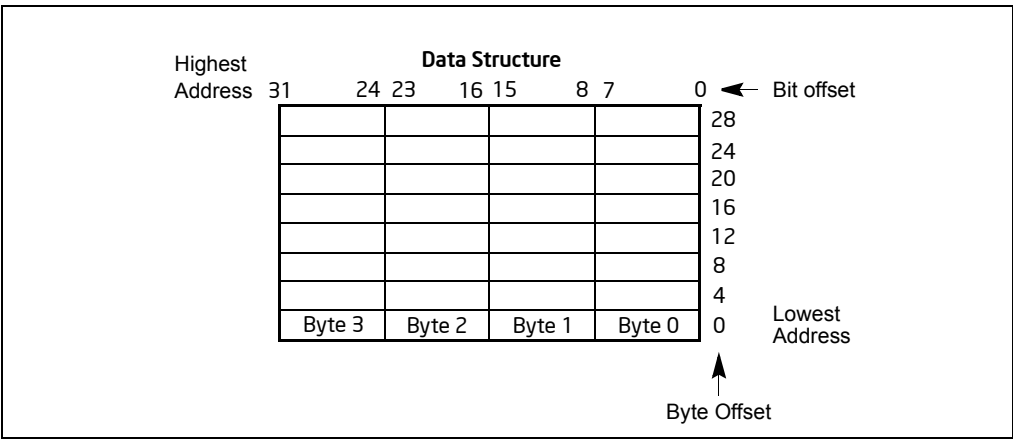 Data Structure
Highest
Address
31 24 23 16 15 8 7 0
Bit offset
28
24
20
16
12
8
4
Byte 3 Byte 2 Byte 1 Byte 0 0
Lowest
Address
Byte Offset